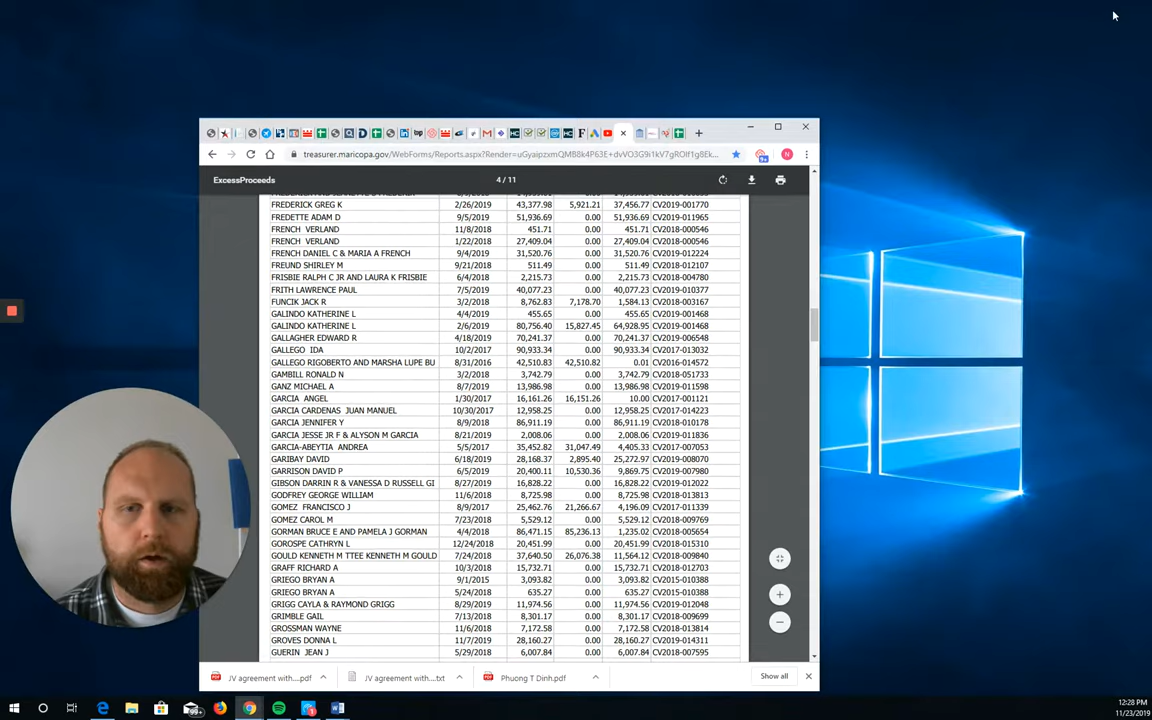 treasurer.maricopa.gov/WebForms/Reports.aspx?Render=uGyaipzxmQMB8k4P63E+dvVO3G9i1kV7gROlf1g8Ek...
ExcessProceeds
4 / 11
FREDERICK GREG K 2/26/2019 43,377.98 5,921.21 37,456.77 CV2019-001770
FREDETTE ADAM D 9/5/2019 51,936.69 0.00 51,936.69 CV2019-011965
FRENCH VERLAND 11/8/2018 451.71 0.00 451.71 CV2018-000546
FRENCH VERLAND 1/22/2018 27,409.04 0.00 27,409.04 CV2018-000546
FRENCH DANIEL C & MARIA A FRENCH 9/4/2019 31,520.76 0.00 31,520.76 CV2019-012224
FREUND SHIRLEY M 9/21/2018 511.49 0.00 511.49 CV2018-012107
FRISBIE RALPH C JR AND LAURA K FRISBIE 6/4/2018 2,215.73 0.00 2,215.73 CV2018-004780
FRITH LAWRENCE PAUL 7/5/2019 40,077.23 0.00 40,077.23 CV2019-010377
FUNCIK JACK R 3/2/2018 8,762.83 7,178.70 1,584.13 CV2018-003167
GALINDO KATHERINE L 4/4/2019 455.65 0.00 455.65 CV2019-001468
GALINDO KATHERINE L 2/6/2019 80,756.40 15,827.45 64,928.95 CV2019-001468
GALLAGHER EDWARD R 4/18/2019 70,241.37 0.00 70,241.37 CV2019-006548
GALLEGO IDA 10/2/2017 90,933.34 0.00 90,933.34 CV2017-013032
GALLEGO RIGOBERTO AND MARSHA LUPE BU 8/31/2016 42,510.83 42,510.82 0.01 CV2016-014572
GAMBILL RONALD N 3/2/2018 3,742.79 0.00 3,742.79 CV2018-051733
GANZ MICHAEL A 8/7/2019 13,986.98 0.00 13,986.98 CV2019-011598
GARCIA ANGEL 1/30/2017 16,161.26 16,151.26 10.00 CV2017-001121
GARCIA CARDENAS JUAN MANUEL 10/30/2017 12,958.25 0.00 12,958.25 CV2017-014223
GARCIA JENNIFER Y 8/9/2018 86,911.19 0.00 86,911.19 CV2018-010178
GARCIA JESSE JR F & ALYSON M GARCIA 8/21/2019 2,008.06 0.00 2,008.06 CV2019-011836
GARCIA-ABEYTIA ANDREA 5/5/2017 35,452.82 31,047.49 4,405.33 CV2017-007053
GARIBAY DAVID 6/18/2019 28,168.37 2,895.40 25,272.97 CV2019-008070
GARRISON DAVID P 6/5/2019 20,400.11 10,530.36 9,869.75 CV2019-007980
GIBSON DARRIN R & VANESSA D RUSSELL GI 8/27/2019 16,828.22 0.00 16,828.22 CV2019-012022
GODFREY GEORGE WILLIAM 11/6/2018 8,725.98 0.00 8,725.98 CV2018-013813
GOMEZ FRANCISCO J 8/9/2017 25,462.76 21,266.67 4,196.09 CV2017-011339
GOMEZ CAROL M 7/23/2018 5,529.12 0.00 5,529.12 CV2018-009769
GORMAN BRUCE E AND PAMELA J GORMAN 4/4/2018 86,471.15 85,236.13 1,235.02 CV2018-005654
GOROSPE CATHRYN L 12/24/2018 20,451.99 0.00 20,451.99 CV2018-015310
GOULD KENNETH M TTEE KENNETH M GOULD 7/24/2018 37,640.50 26,076.38 11,564.12 CV2018-009840
GRAFF RICHARD A 10/3/2018 15,732.71 0.00 15,732.71 CV2018-012703
GRIEGO BRYAN A 9/1/2015 3,093.82 0.00 3,093.82 CV2015-010388
GRIEGO BRYAN A 5/24/2018 635.27 0.00 635.27 CV2015-010388
GRIGG CAYLA & RAYMOND GRIGG 8/29/2019 11,974.56 0.00 11,974.56 CV2019-012048
GRIMBLE GAIL 7/13/2018 8,301.17 0.00 8,301.17 CV2018-009699
GROSSMAN WAYNE 11/6/2018 7,172.58 0.00 7,172.58 CV2018-013814
GROVES DONNA L 11/7/2019 28,160.27 0.00 28,160.27 CV2019-014311
GUERIN JEAN J 5/29/2018 6,007.84 0.00 6,007.84 CV2018-007595
JV agreement with....pdf
JV agreement with....txt
Phuong T Dinh.pdf
Show all
99+
12:28 PM
11/23/2019